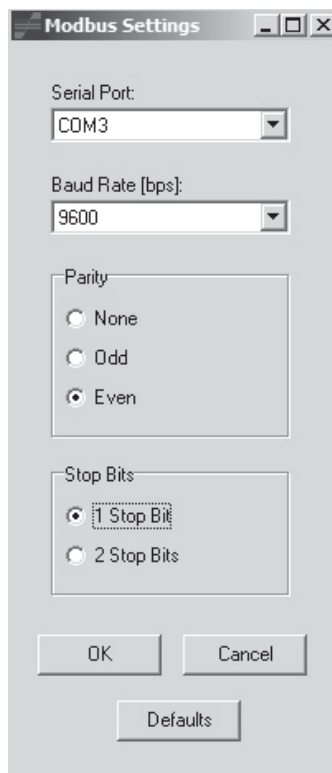 Modbus Settings
Serial Port:
COM3
Baud Rate [bps]:
9600
Parity
None
Odd
Even
Stop Bits
1 Stop Bit
2 Stop Bits
OK Cancel
Defaults